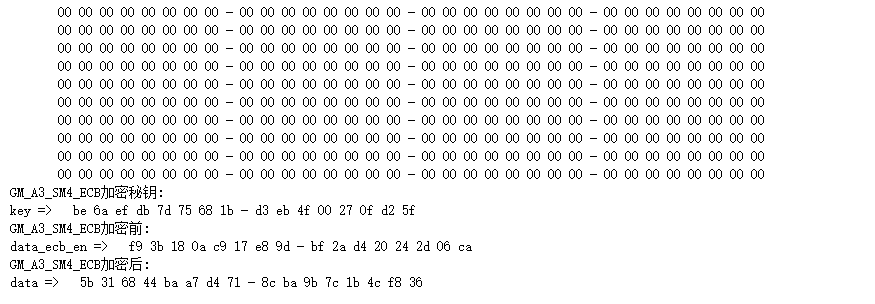 00 00 00 00 00 00 00 00 - 00 00 00 00 00 00 00 00 - 00 00 00 00 00 00 00 00 - 00 00 00 00 00 00 00 00
00 00 00 00 00 00 00 00 - 00 00 00 00 00 00 00 00 - 00 00 00 00 00 00 00 00 - 00 00 00 00 00 00 00 00
00 00 00 00 00 00 00 00 - 00 00 00 00 00 00 00 00 - 00 00 00 00 00 00 00 00 - 00 00 00 00 00 00 00 00
00 00 00 00 00 00 00 00 - 00 00 00 00 00 00 00 00 - 00 00 00 00 00 00 00 00 - 00 00 00 00 00 00 00 00
00 00 00 00 00 00 00 00 - 00 00 00 00 00 00 00 00 - 00 00 00 00 00 00 00 00 - 00 00 00 00 00 00 00 00
00 00 00 00 00 00 00 00 - 00 00 00 00 00 00 00 00 - 00 00 00 00 00 00 00 00 - 00 00 00 00 00 00 00 00
00 00 00 00 00 00 00 00 - 00 00 00 00 00 00 00 00 - 00 00 00 00 00 00 00 00 - 00 00 00 00 00 00 00 00
00 00 00 00 00 00 00 00 - 00 00 00 00 00 00 00 00 - 00 00 00 00 00 00 00 00 - 00 00 00 00 00 00 00 00
00 00 00 00 00 00 00 00 - 00 00 00 00 00 00 00 00 - 00 00 00 00 00 00 00 00 - 00 00 00 00 00 00 00 00
00 00 00 00 00 00 00 00 - 00 00 00 00 00 00 00 00 - 00 00 00 00 00 00 00 00 - 00 00 00 00 00 00 00 00
GM_A3_SM4_ECB加密秘钥:
key => be 6a ef db 7d 75 68 1b - d3 eb 4f 00 27 0f d2 5f
GM_A3_SM4_ECB加密前:
data_ecb_en => f9 3b 18 0a c9 17 e8 9d - bf 2a d4 20 24 2d 06 ca
GM_A3_SM4_ECB加密后:
data => 5b 31 68 44 ba a7 d4 71 - 8c ba 9b 7c 1b 4c f8 36